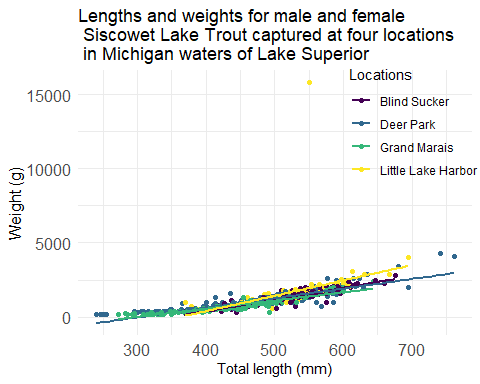 Lengths and weights for male and female
Siscowet Lake Trout captured at four locations
in Michigan waters of Lake Superior
Locations
Blind Sucker
Deer Park
Grand Marais
Little Lake Harbor
Weight (g)
15000
10000
5000
0
300 400 500 600 700
Total length (mm)